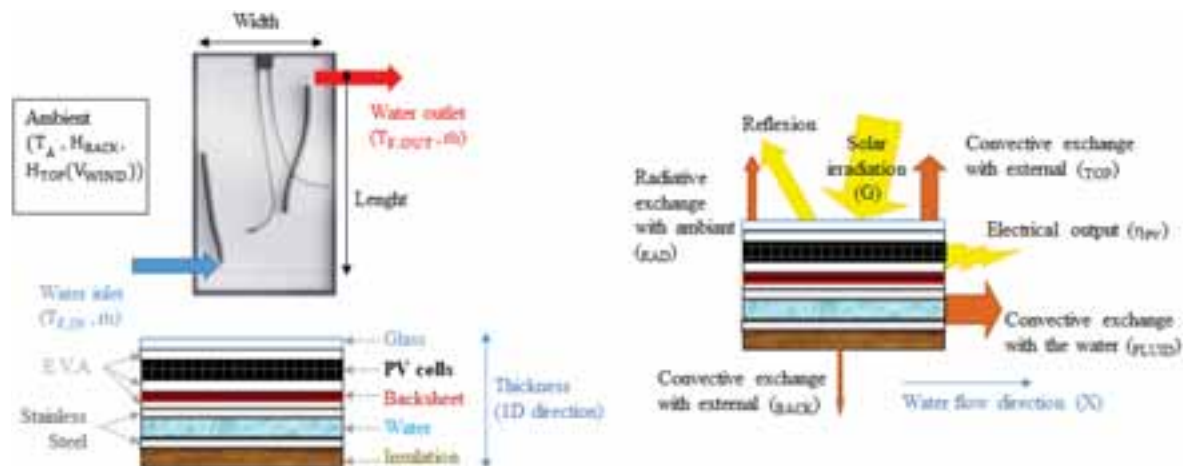 Width
Ambient
(T_A, H_BACK,
H_TOP(V_WIND))
Water outlet
(T_F,OUT, ṁ)
Lenght
Water inlet
(T_F,IN, ṁ)
Glass
E.V.A
PV cells
Backsheet
Stainless
Steel
Water
Insulation
Thickness
(1D direction)
Reflexion
Solar
irradiation
(G)
Convective exchange
with external (TOP)
Radiative
exchange
with ambiant
(RAD)
Electrical output (η_PV)
Convective exchange
with the water (FLUID)
Convective exchange
with external (BACK)
Water flow direction (X)